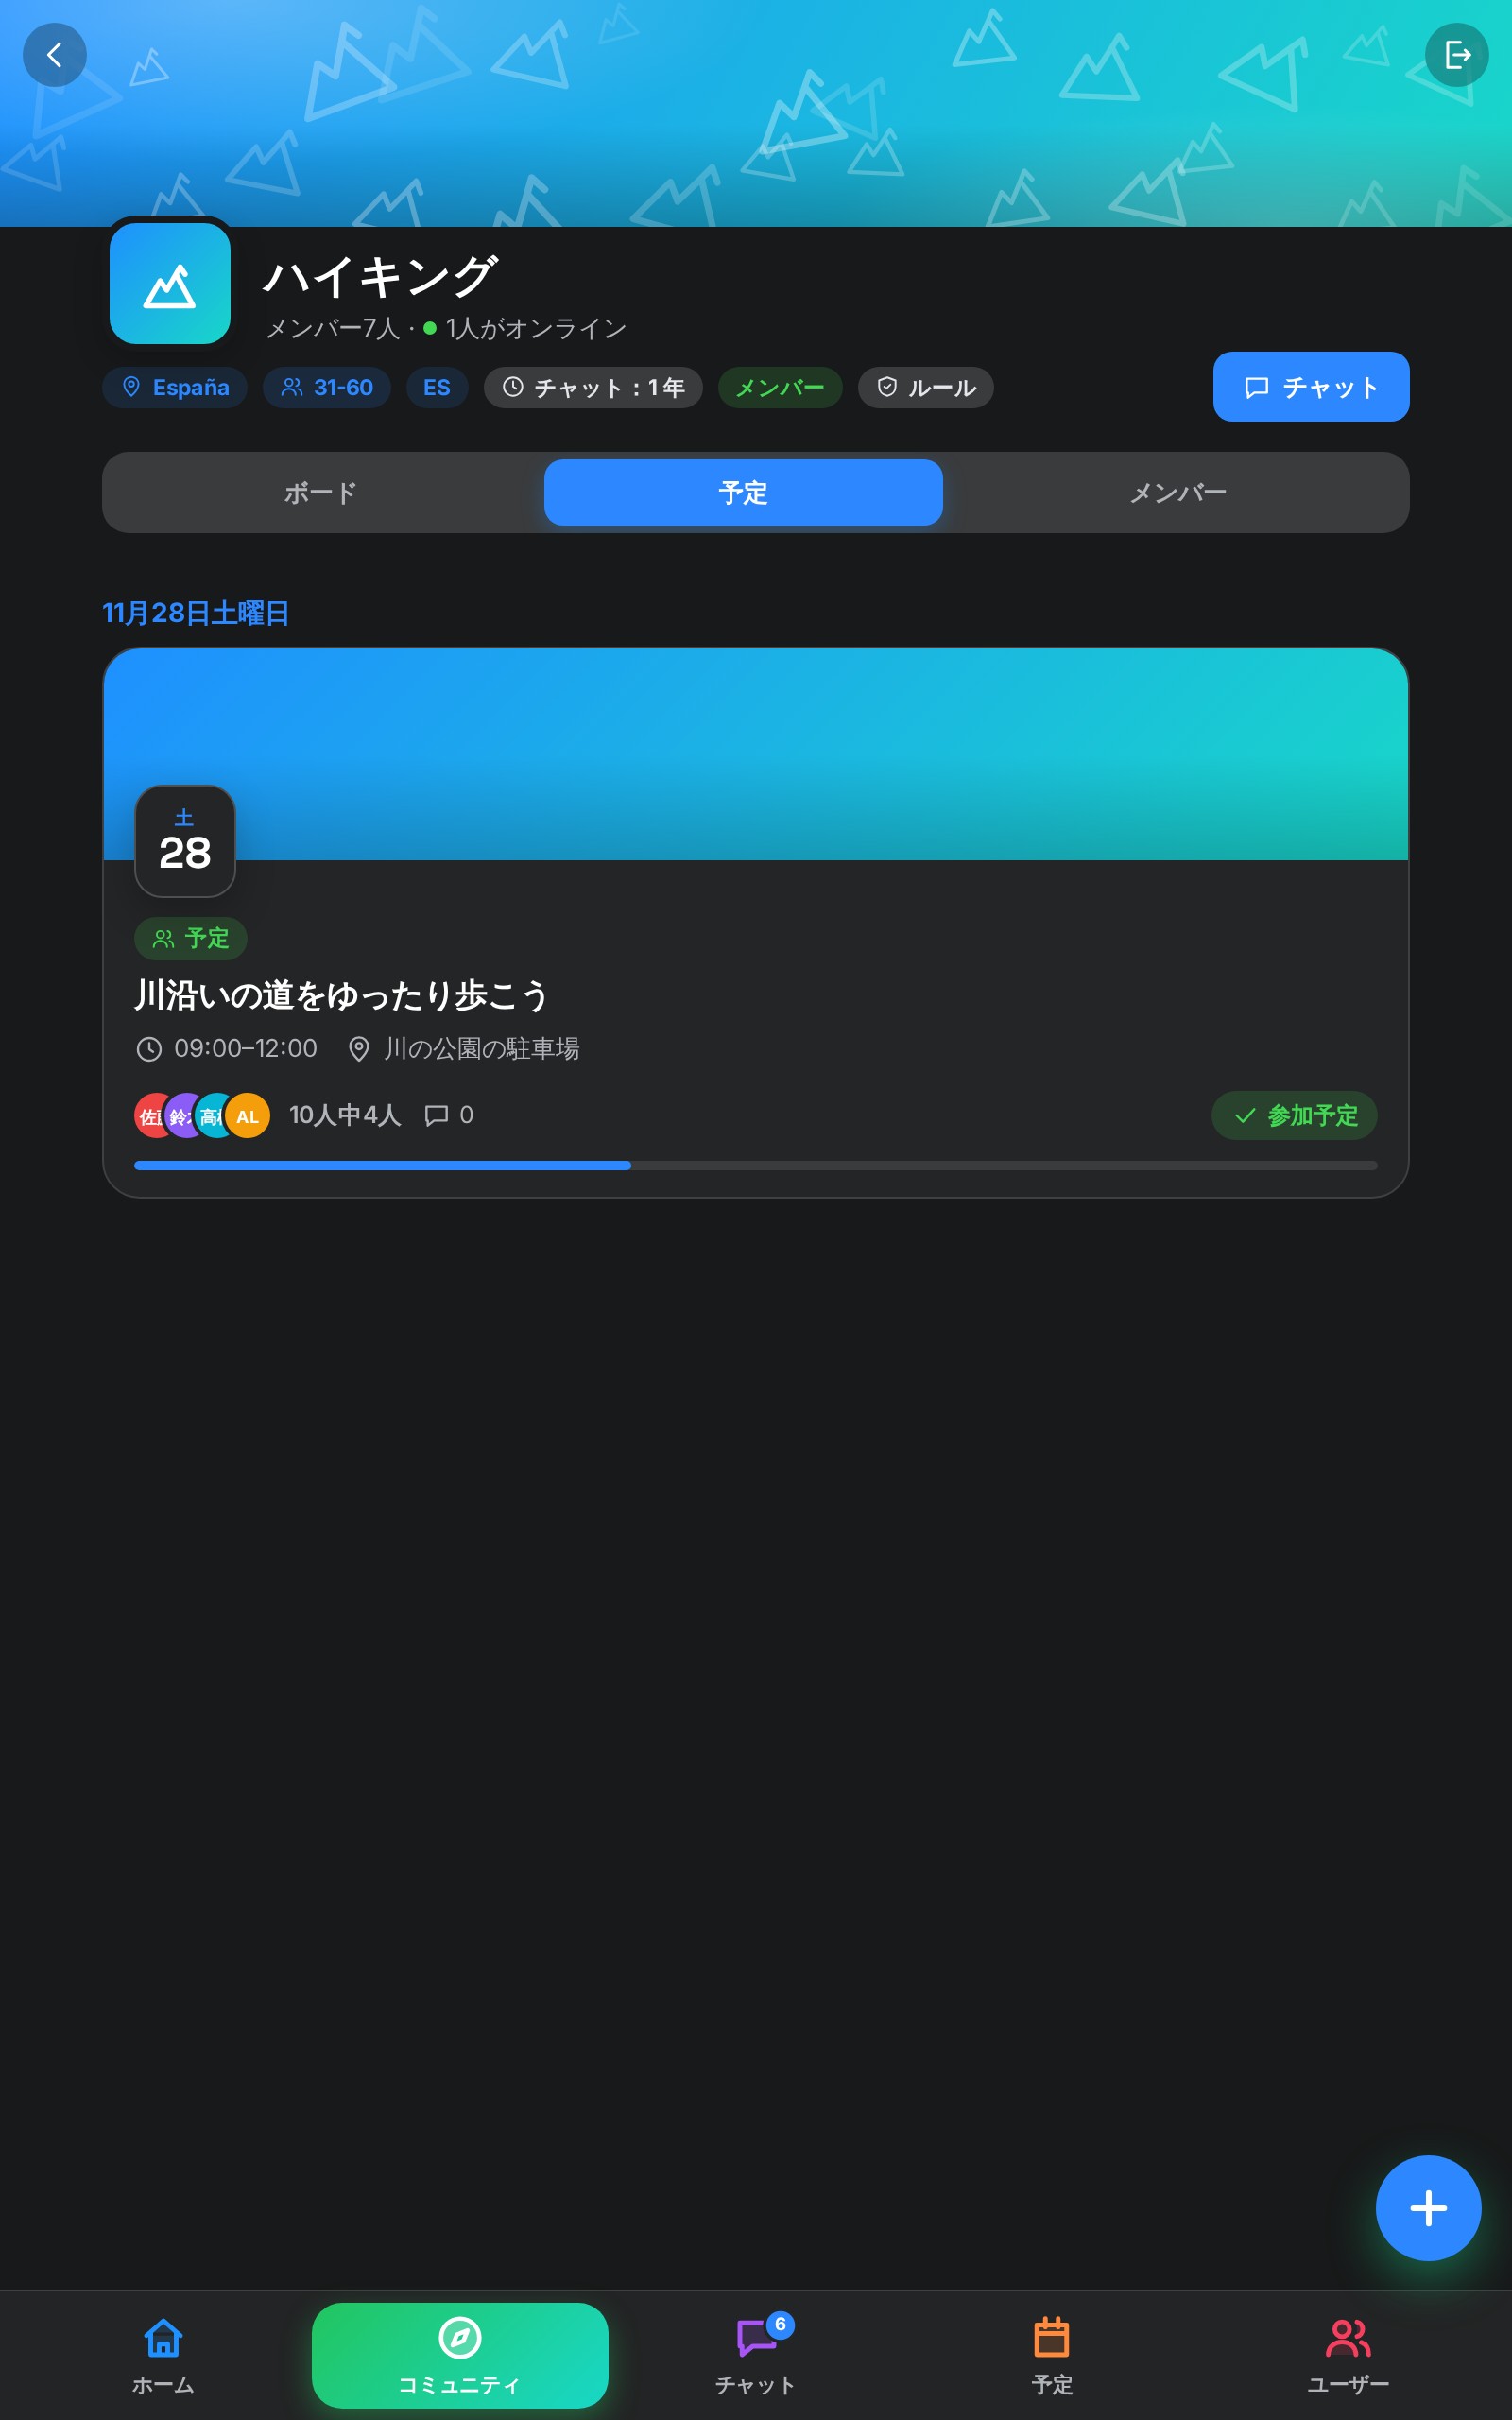 ハイキング
メンバー7人 · 1人がオンライン
España 31-60 ES チャット：1 年 メンバー ルール
チャット
ボード 予定 メンバー
11月28日土曜日
土
28
予定
川沿いの道をゆったり歩こう
09:00–12:00 川の公園の駐車場
AL 10人中4人 0 参加予定
ホーム コミュニティ チャット 6 予定 ユーザー